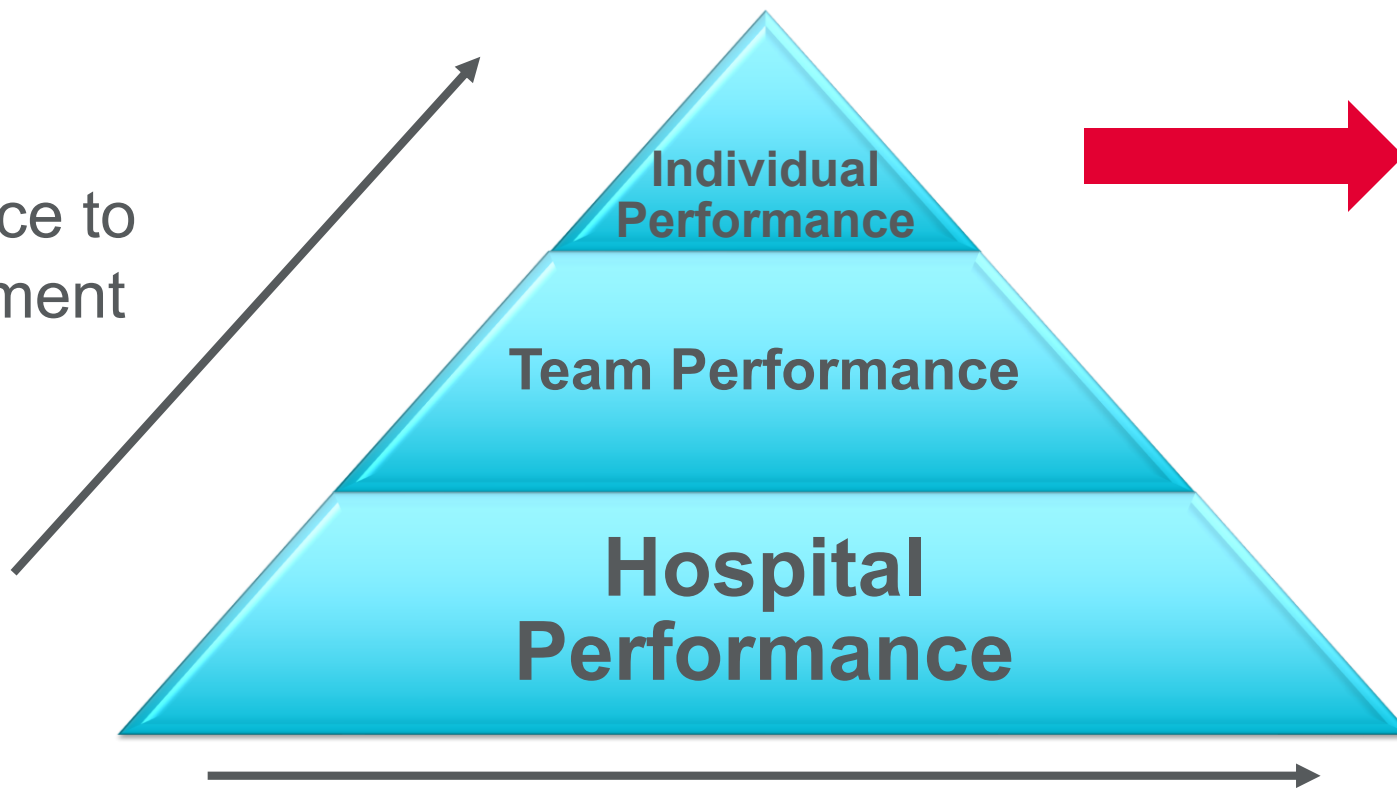 ce to
ment
Individual
Performance
Team Performance
Hospital
Performance